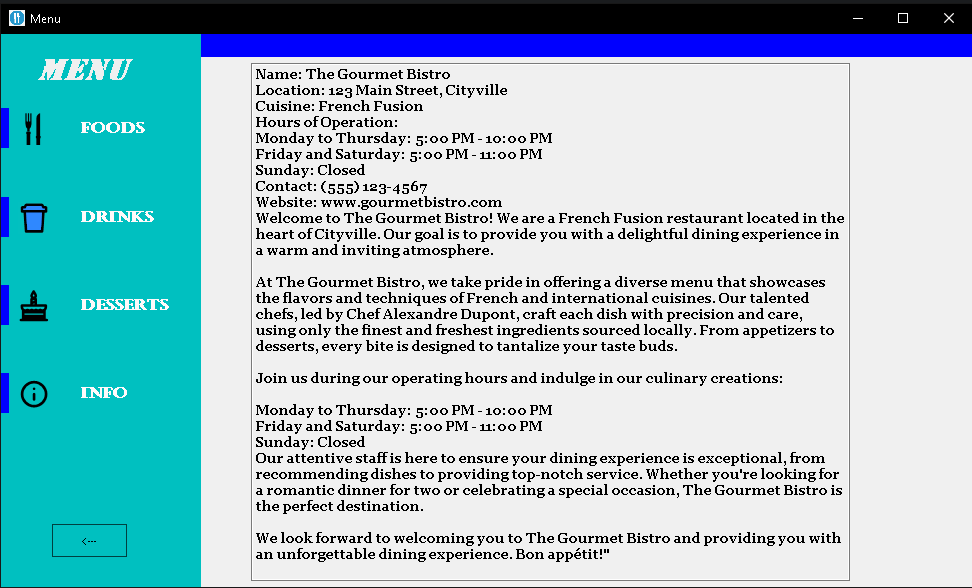 Menu
MENU
FOODS
DRINKS
DESSERTS
INFO
<---
Name: The Gourmet Bistro
Location: 123 Main Street, Cityville
Cuisine: French Fusion
Hours of Operation:
Monday to Thursday: 5:00 PM - 10:00 PM
Friday and Saturday: 5:00 PM - 11:00 PM
Sunday: Closed
Contact: (555) 123-4567
Website: www.gourmetbistro.com
Welcome to The Gourmet Bistro! We are a French Fusion restaurant located in the
heart of Cityville. Our goal is to provide you with a delightful dining experience in
a warm and inviting atmosphere.
At The Gourmet Bistro, we take pride in offering a diverse menu that showcases
the flavors and techniques of French and international cuisines. Our talented
chefs, led by Chef Alexandre Dupont, craft each dish with precision and care,
using only the finest and freshest ingredients sourced locally. From appetizers to
desserts, every bite is designed to tantalize your taste buds.
Join us during our operating hours and indulge in our culinary creations:
Monday to Thursday: 5:00 PM - 10:00 PM
Friday and Saturday: 5:00 PM - 11:00 PM
Sunday: Closed
Our attentive staff is here to ensure your dining experience is exceptional, from
recommending dishes to providing top-notch service. Whether you're looking for
a romantic dinner for two or celebrating a special occasion, The Gourmet Bistro is
the perfect destination.
We look forward to welcoming you to The Gourmet Bistro and providing you with
an unforgettable dining experience. Bon appétit!"